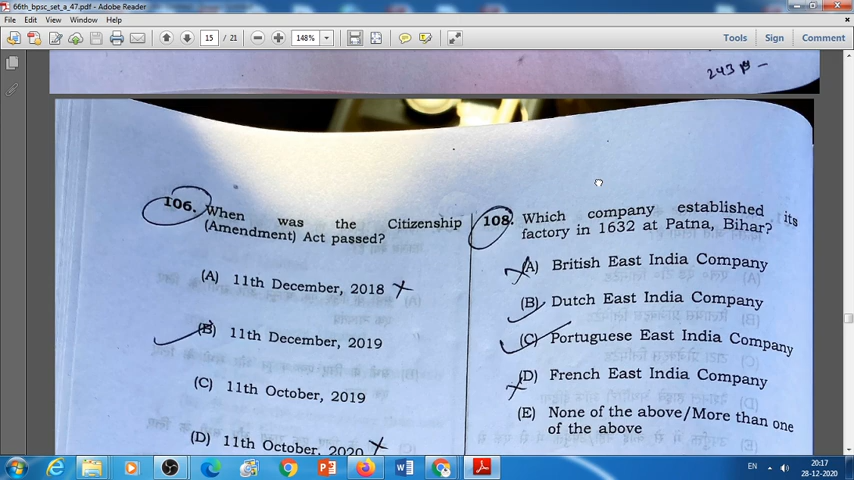 66th_bpsc_set_a_47.pdf - Adobe Reader
File Edit View Window Help
15 / 21
148%
Tools Sign Comment
106. When was the Citizenship
(Amendment) Act passed?
(A) 11th December, 2018
(B) 11th December, 2019
(C) 11th October, 2019
(D) 11th October, 2020
108. Which company established its
factory in 1632 at Patna, Bihar?
(A) British East India Company
(B) Dutch East India Company
(C) Portuguese East India Company
(D) French East India Company
(E) None of the above/More than one
of the above
EN
20:17
28-12-2020